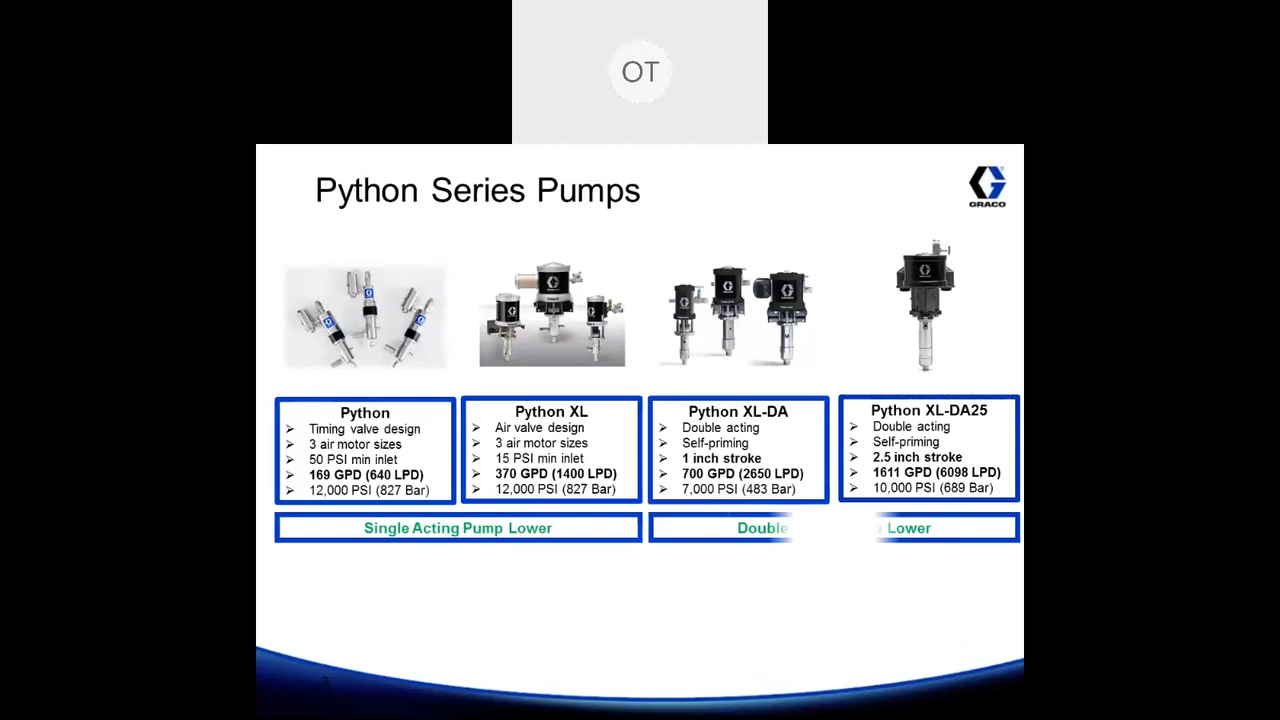 OT
Python Series Pumps
GRACO
Python
Timing valve design
3 air motor sizes
50 PSI min inlet
169 GPD (640 LPD)
12,000 PSI (827 Bar)
Python XL
Air valve design
3 air motor sizes
15 PSI min inlet
370 GPD (1400 LPD)
12,000 PSI (827 Bar)
Python XL-DA
Double acting
Self-priming
1 inch stroke
700 GPD (2650 LPD)
7,000 PSI (483 Bar)
Python XL-DA25
Double acting
Self-priming
2.5 inch stroke
1611 GPD (6098 LPD)
10,000 PSI (689 Bar)
Single Acting Pump Lower
Double Lower
3